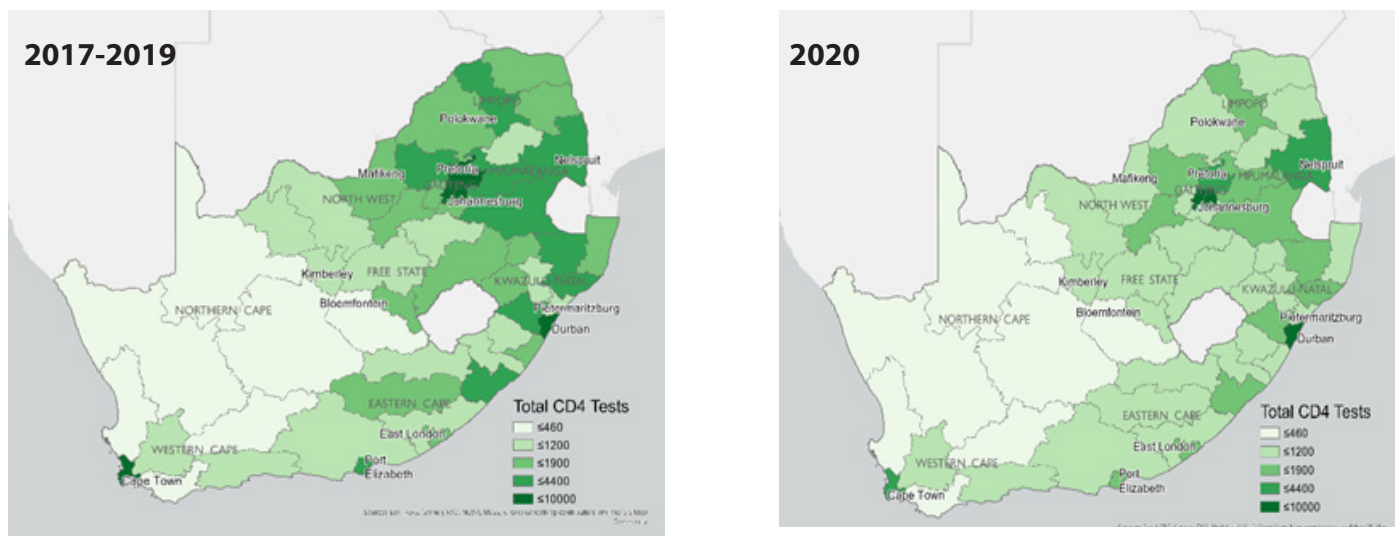 2017-2019
LIMPOPO
Polokwane
Nelspruit
Pretoria
MPUMALANGA
Mafikeng
GAUTENG
Johannesburg
NORTH WEST
Kimberley
FREE STATE
KWAZULU-NATAL
Bloemfontein
NORTHERN CAPE
Pietermaritzburg
Durban
EASTERN CAPE
East London
WESTERN CAPE
Port
Elizabeth
Cape Town
Total CD4 Tests
≤460
≤1200
≤1900
≤4400
≤10000
2020
LIMPOPO
Polokwane
Nelspruit
Pretoria
MPUMALANGA
Mafikeng
GAUTENG
Johannesburg
NORTH WEST
Kimberley
FREE STATE
KWAZULU-NATAL
Bloemfontein
NORTHERN CAPE
Pietermaritzburg
Durban
EASTERN CAPE
East London
WESTERN CAPE
Port
Elizabeth
Cape Town
Total CD4 Tests
≤460
≤1200
≤1900
≤4400
≤10000